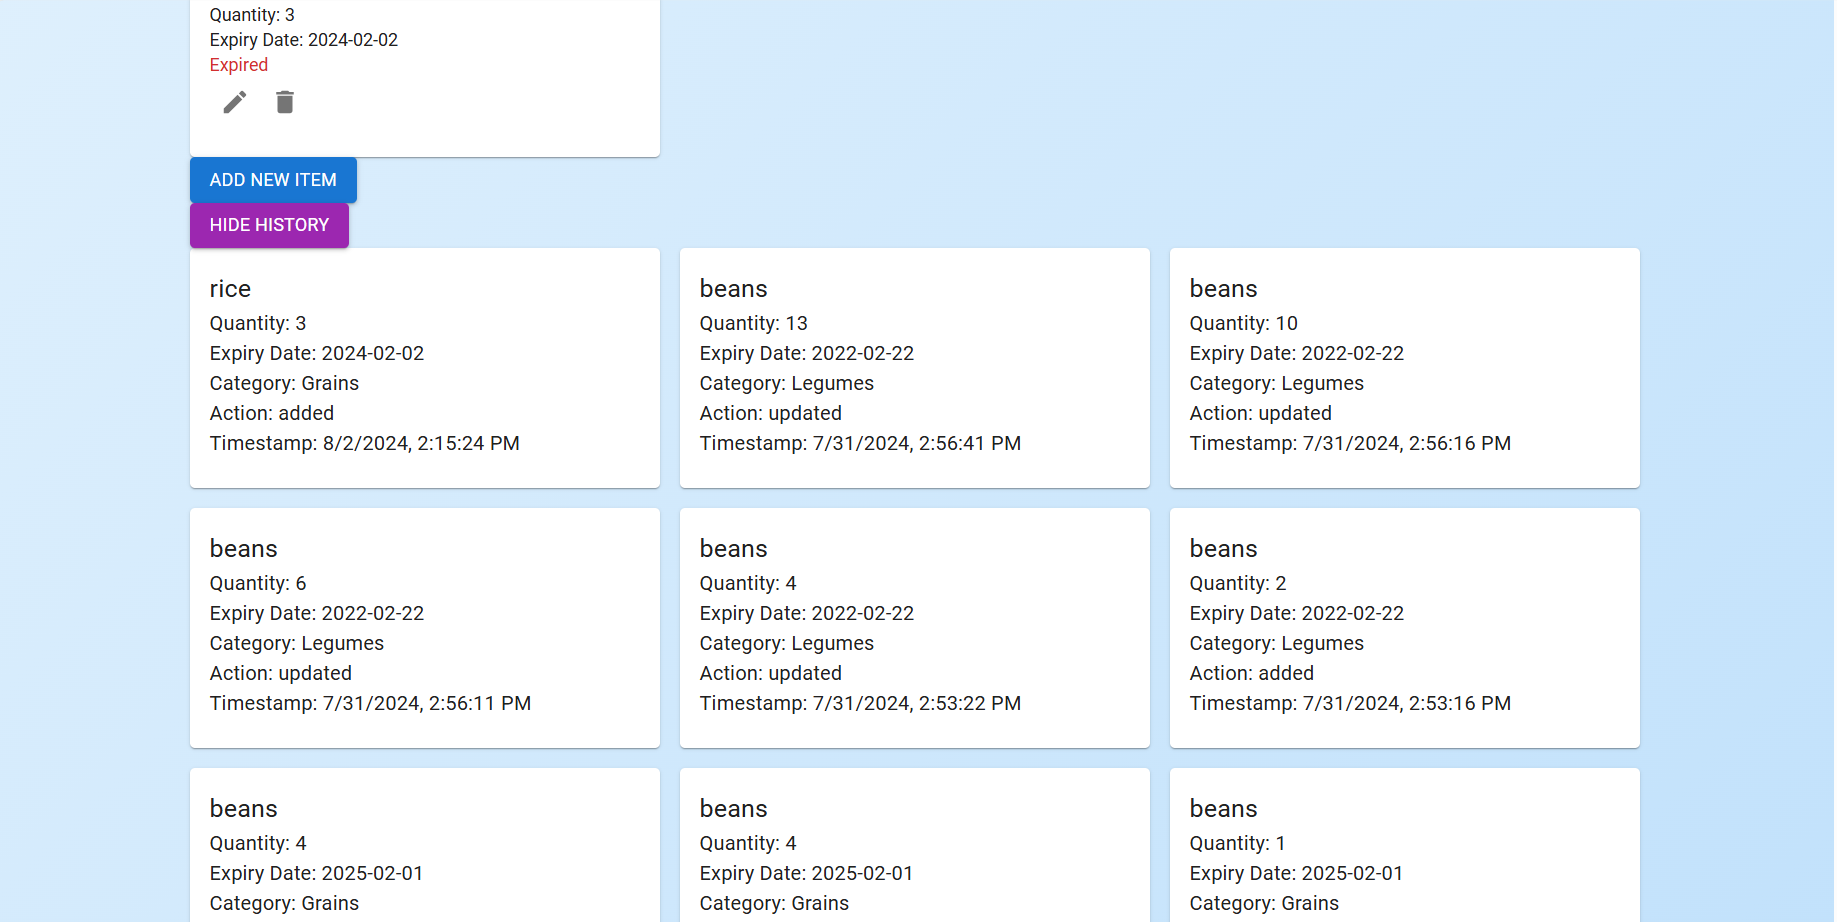 Quantity: 3
Expiry Date: 2024-02-02
Expired
ADD NEW ITEM
HIDE HISTORY
rice
Quantity: 3
Expiry Date: 2024-02-02
Category: Grains
Action: added
Timestamp: 8/2/2024, 2:15:24 PM
beans
Quantity: 13
Expiry Date: 2022-02-22
Category: Legumes
Action: updated
Timestamp: 7/31/2024, 2:56:41 PM
beans
Quantity: 10
Expiry Date: 2022-02-22
Category: Legumes
Action: updated
Timestamp: 7/31/2024, 2:56:16 PM
beans
Quantity: 6
Expiry Date: 2022-02-22
Category: Legumes
Action: updated
Timestamp: 7/31/2024, 2:56:11 PM
beans
Quantity: 4
Expiry Date: 2022-02-22
Category: Legumes
Action: updated
Timestamp: 7/31/2024, 2:53:22 PM
beans
Quantity: 2
Expiry Date: 2022-02-22
Category: Legumes
Action: added
Timestamp: 7/31/2024, 2:53:16 PM
beans
Quantity: 4
Expiry Date: 2025-02-01
Category: Grains
beans
Quantity: 4
Expiry Date: 2025-02-01
Category: Grains
beans
Quantity: 1
Expiry Date: 2025-02-01
Category: Grains